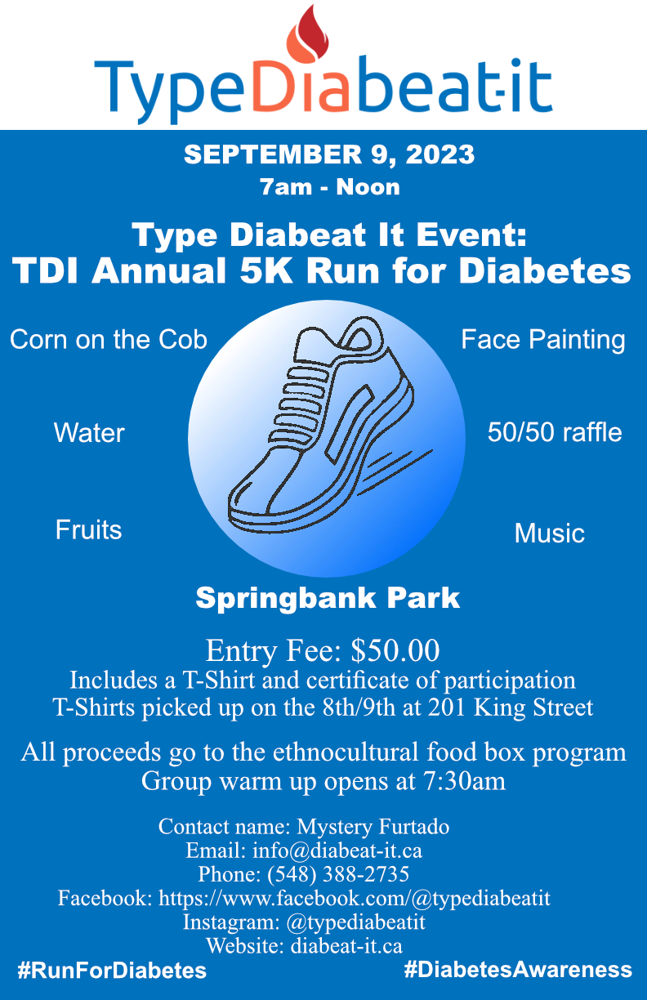 TypeDiabeat-it
SEPTEMBER 9, 2023
7am - Noon
Type Diabeat It Event:
TDI Annual 5K Run for Diabetes
Corn on the Cob
Face Painting
Water
50/50 raffle
Fruits
Music
Springbank Park
Entry Fee: $50.00
Includes a T-Shirt and certificate of participation
T-Shirts picked up on the 8th/9th at 201 King Street
All proceeds go to the ethnocultural food box program
Group warm up opens at 7:30am
Contact name: Mystery Furtado
Email: info@diabeat-it.ca
Phone: (548) 388-2735
Facebook: https://www.facebook.com/@typediabeatit
Instagram: @typediabeatit
Website: diabeat-it.ca
#RunForDiabetes
#DiabetesAwareness